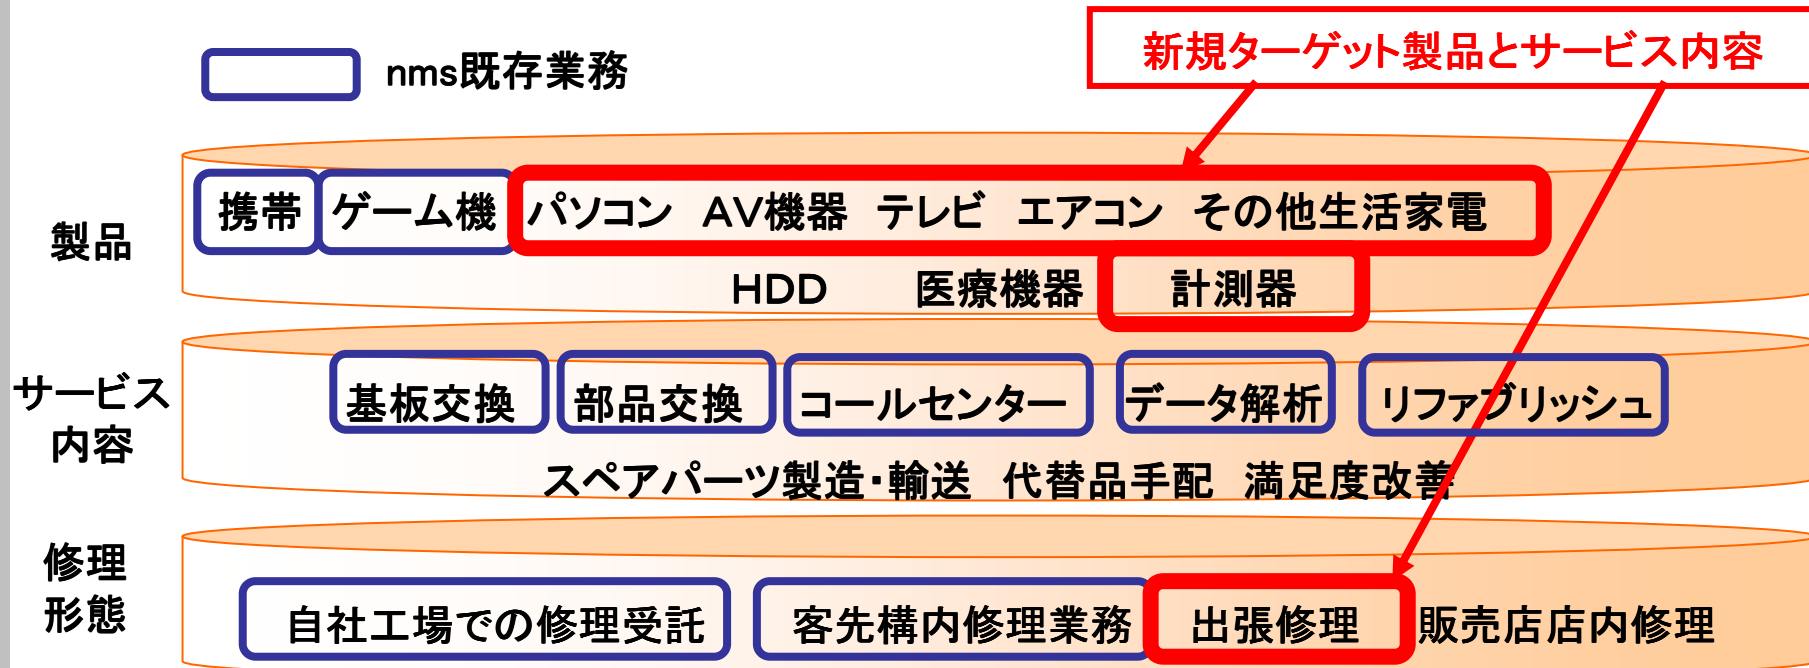 新規ターゲット製品とサービス内容
nms既存業務
製品
携帯 ゲーム機 パソコン AV機器 テレビ エアコン その他生活家電
HDD 医療機器 計測器
サービス
内容
基板交換 部品交換 コールセンター データ解析 リファブリッシュ
スペアパーツ製造・輸送 代替品手配 満足度改善
修理
形態
自社工場での修理受託 客先構内修理業務 出張修理 販売店店内修理